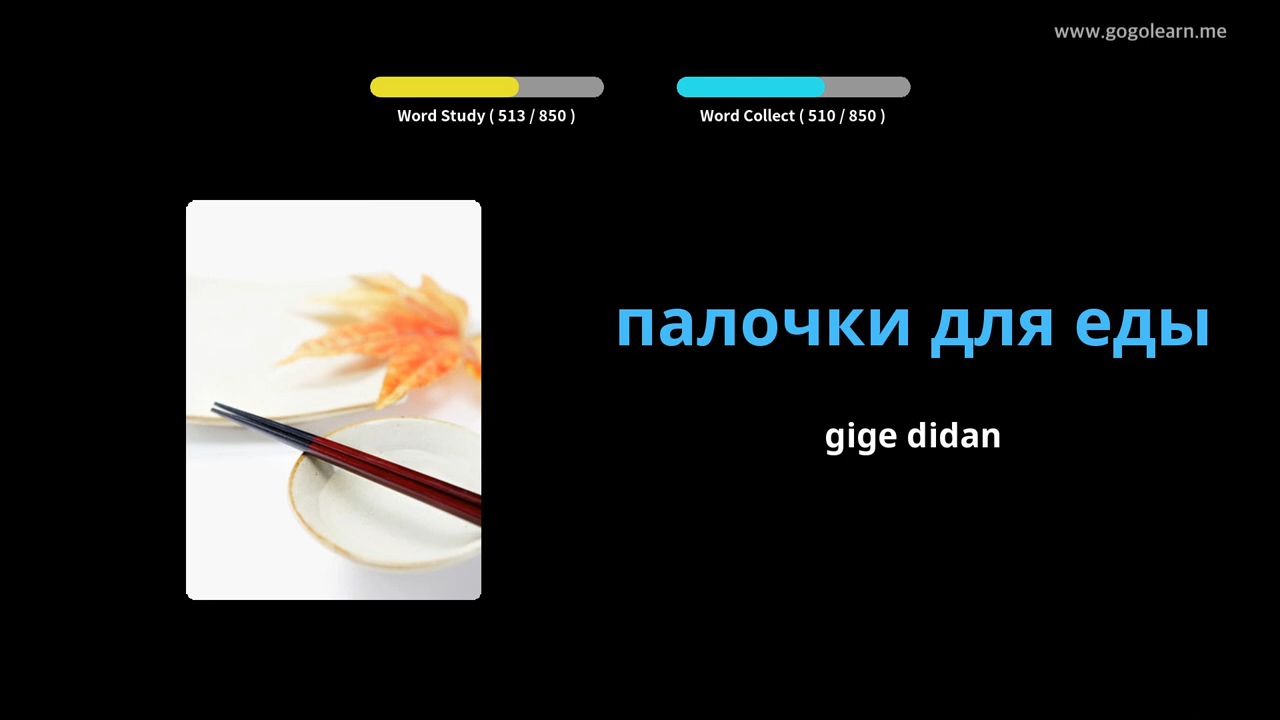 www.gogolearn.me
Word Study ( 513 / 850 )
Word Collect ( 510 / 850 )
палочки для еды
gige didan